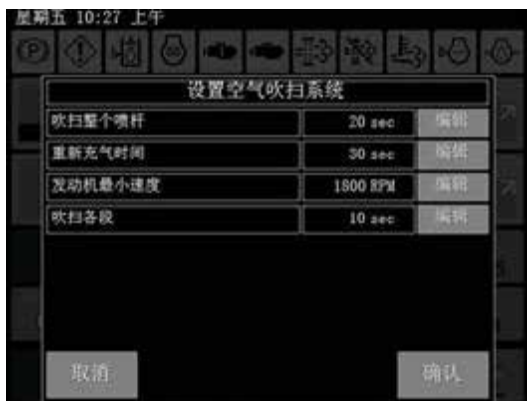 星期五 10:27 上午
设置空气吹扫系统
吹扫整个喷杆 20 sec 编辑
重新充气时间 30 sec 编辑
发动机最小速度 1800 RPM 编辑
吹扫各段 10 sec 编辑
取消 确认